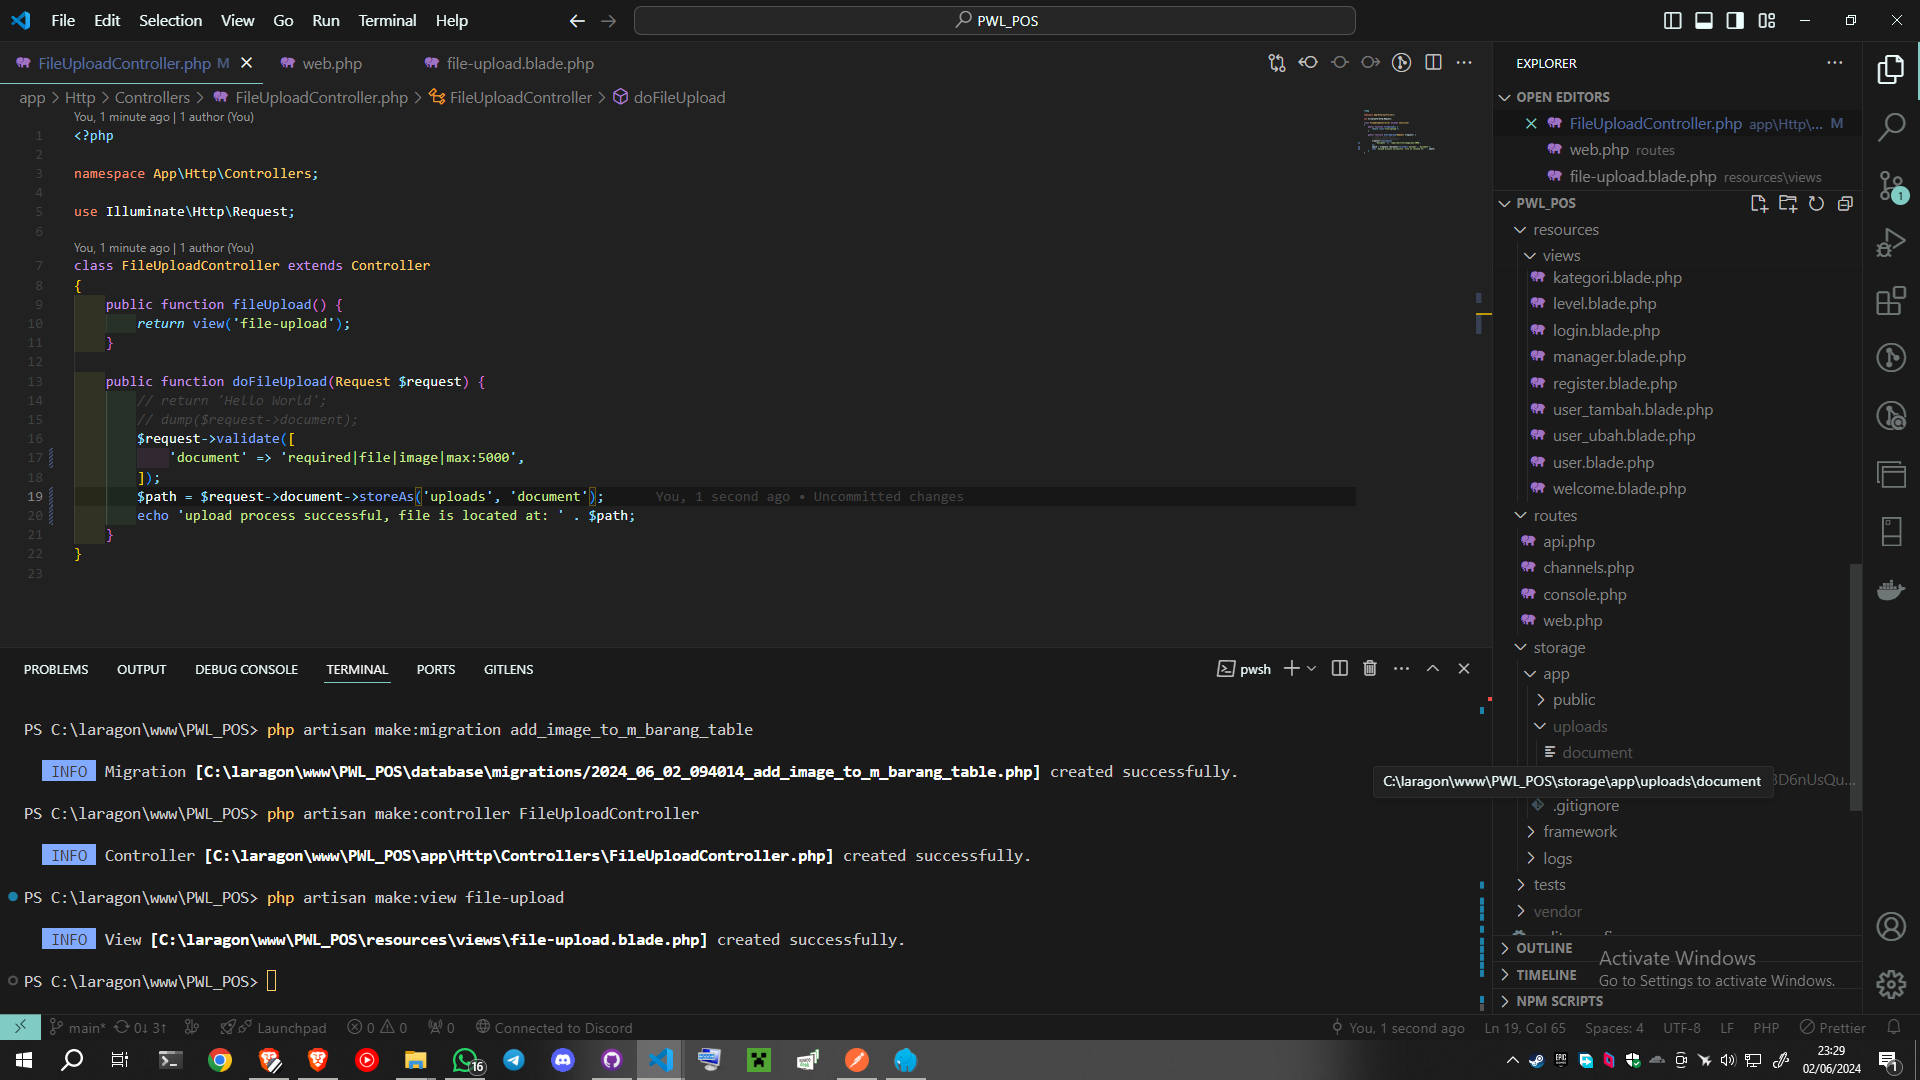 File Edit Selection View Go Run Terminal Help
PWL_POS
FileUploadController.php M
web.php
file-upload.blade.php
app > Http > Controllers > FileUploadController.php > FileUploadController > doFileUpload
You, 1 minute ago | 1 author (You)
1 <?php
2
3 namespace App\Http\Controllers;
4
5 use Illuminate\Http\Request;
6
You, 1 minute ago | 1 author (You)
7 class FileUploadController extends Controller
8 {
9 public function fileUpload() {
10 return view('file-upload');
11 }
12
13 public function doFileUpload(Request $request) {
14 // return 'Hello World';
15 // dump($request->document);
16 $request->validate([
17 'document' => 'required|file|image|max:5000',
18 ]);
19 $path = $request->document->storeAs('uploads', 'document'); You, 1 second ago • Uncommitted changes
20 echo 'upload process successful, file is located at: ' . $path;
21 }
22 }
23
PROBLEMS OUTPUT DEBUG CONSOLE TERMINAL PORTS GITLENS
pwsh
PS C:\laragon\www\PWL_POS> php artisan make:migration add_image_to_m_barang_table
INFO Migration [C:\laragon\www\PWL_POS\database\migrations/2024_06_02_094014_add_image_to_m_barang_table.php] created successfully.
PS C:\laragon\www\PWL_POS> php artisan make:controller FileUploadController
INFO Controller [C:\laragon\www\PWL_POS\app\Http\Controllers\FileUploadController.php] created successfully.
PS C:\laragon\www\PWL_POS> php artisan make:view file-upload
INFO View [C:\laragon\www\PWL_POS\resources\views\file-upload.blade.php] created successfully.
PS C:\laragon\www\PWL_POS>
EXPLORER
OPEN EDITORS
FileUploadController.php app\Http\... M
web.php routes
file-upload.blade.php resources\views
PWL_POS
resources
views
kategori.blade.php
level.blade.php
login.blade.php
manager.blade.php
register.blade.php
user_tambah.blade.php
user_ubah.blade.php
user.blade.php
welcome.blade.php
routes
api.php
channels.php
console.php
web.php
storage
app
public
uploads
document
C:\laragon\www\PWL_POS\storage\app\uploads\document
D6nUsQu...
.gitignore
framework
logs
tests
vendor
OUTLINE
TIMELINE
NPM SCRIPTS
Activate Windows
Go to Settings to activate Windows.
1
main* 0↓ 3↑ Launchpad 0 0 0 Connected to Discord
You, 1 second ago Ln 19, Col 65 Spaces: 4 UTF-8 LF PHP Prettier
16
EPIC
23:29
02/06/2024
1